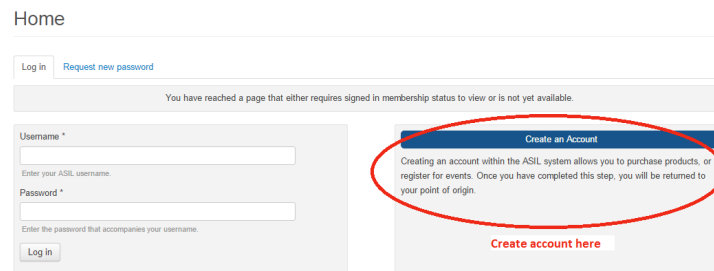 Home
Log in
Request new password
You have reached a page that either requires signed in membership status to view or is not yet available.
Username *
Enter your ASIL username.
Password *
Enter the password that accompanies your username.
Log in
Create an Account
Creating an account within the ASIL system allows you to purchase products, or
register for events. Once you have completed this step, you will be returned to
your point of origin.
Create account here